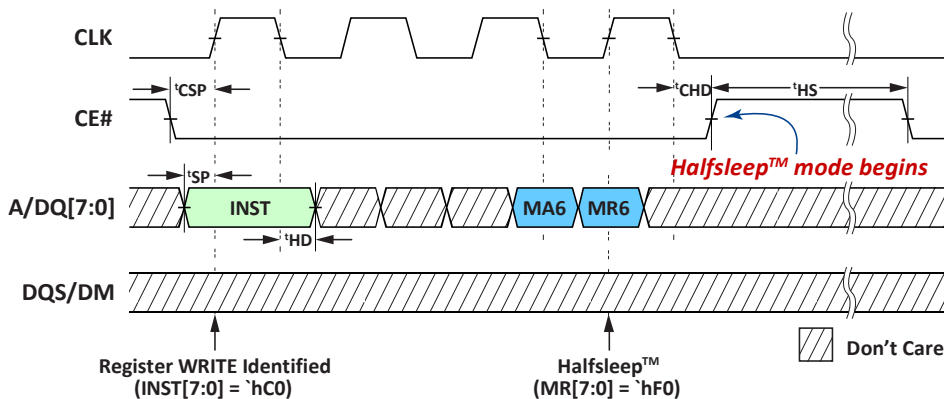 CLK
tCSP
tCHD
tHS
CE#
Halfsleep™ mode begins
tSP
A/DQ[7:0]
INST
MA6
MR6
tHD
DQS/DM
Register WRITE Identified
(INST[7:0] = `hC0)
Halfsleep™
(MR[7:0] = `hF0)
Don't Care